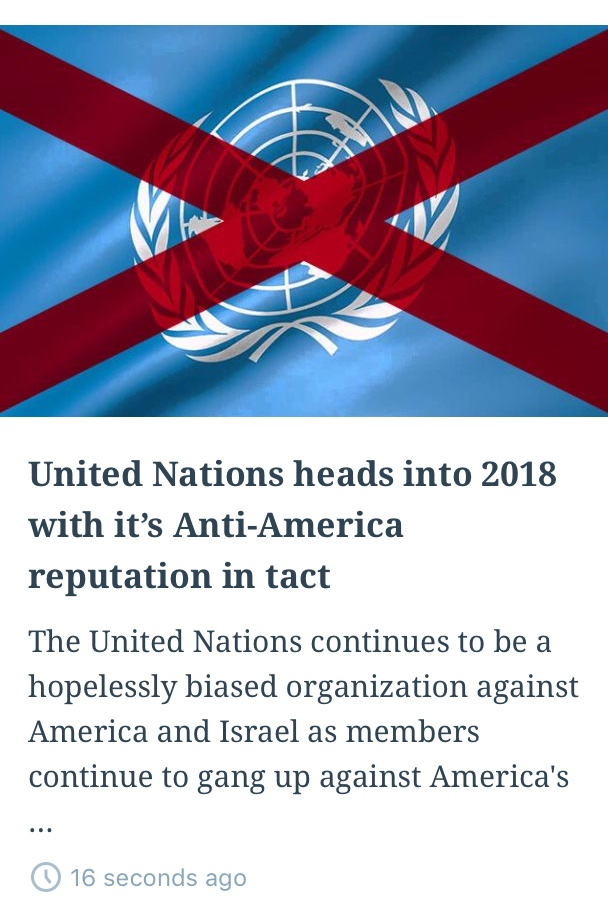 United Nations heads into 2018
with it’s Anti-America
reputation in tact
The United Nations continues to be a
hopelessly biased organization against
America and Israel as members
continue to gang up against America's
...
16 seconds ago